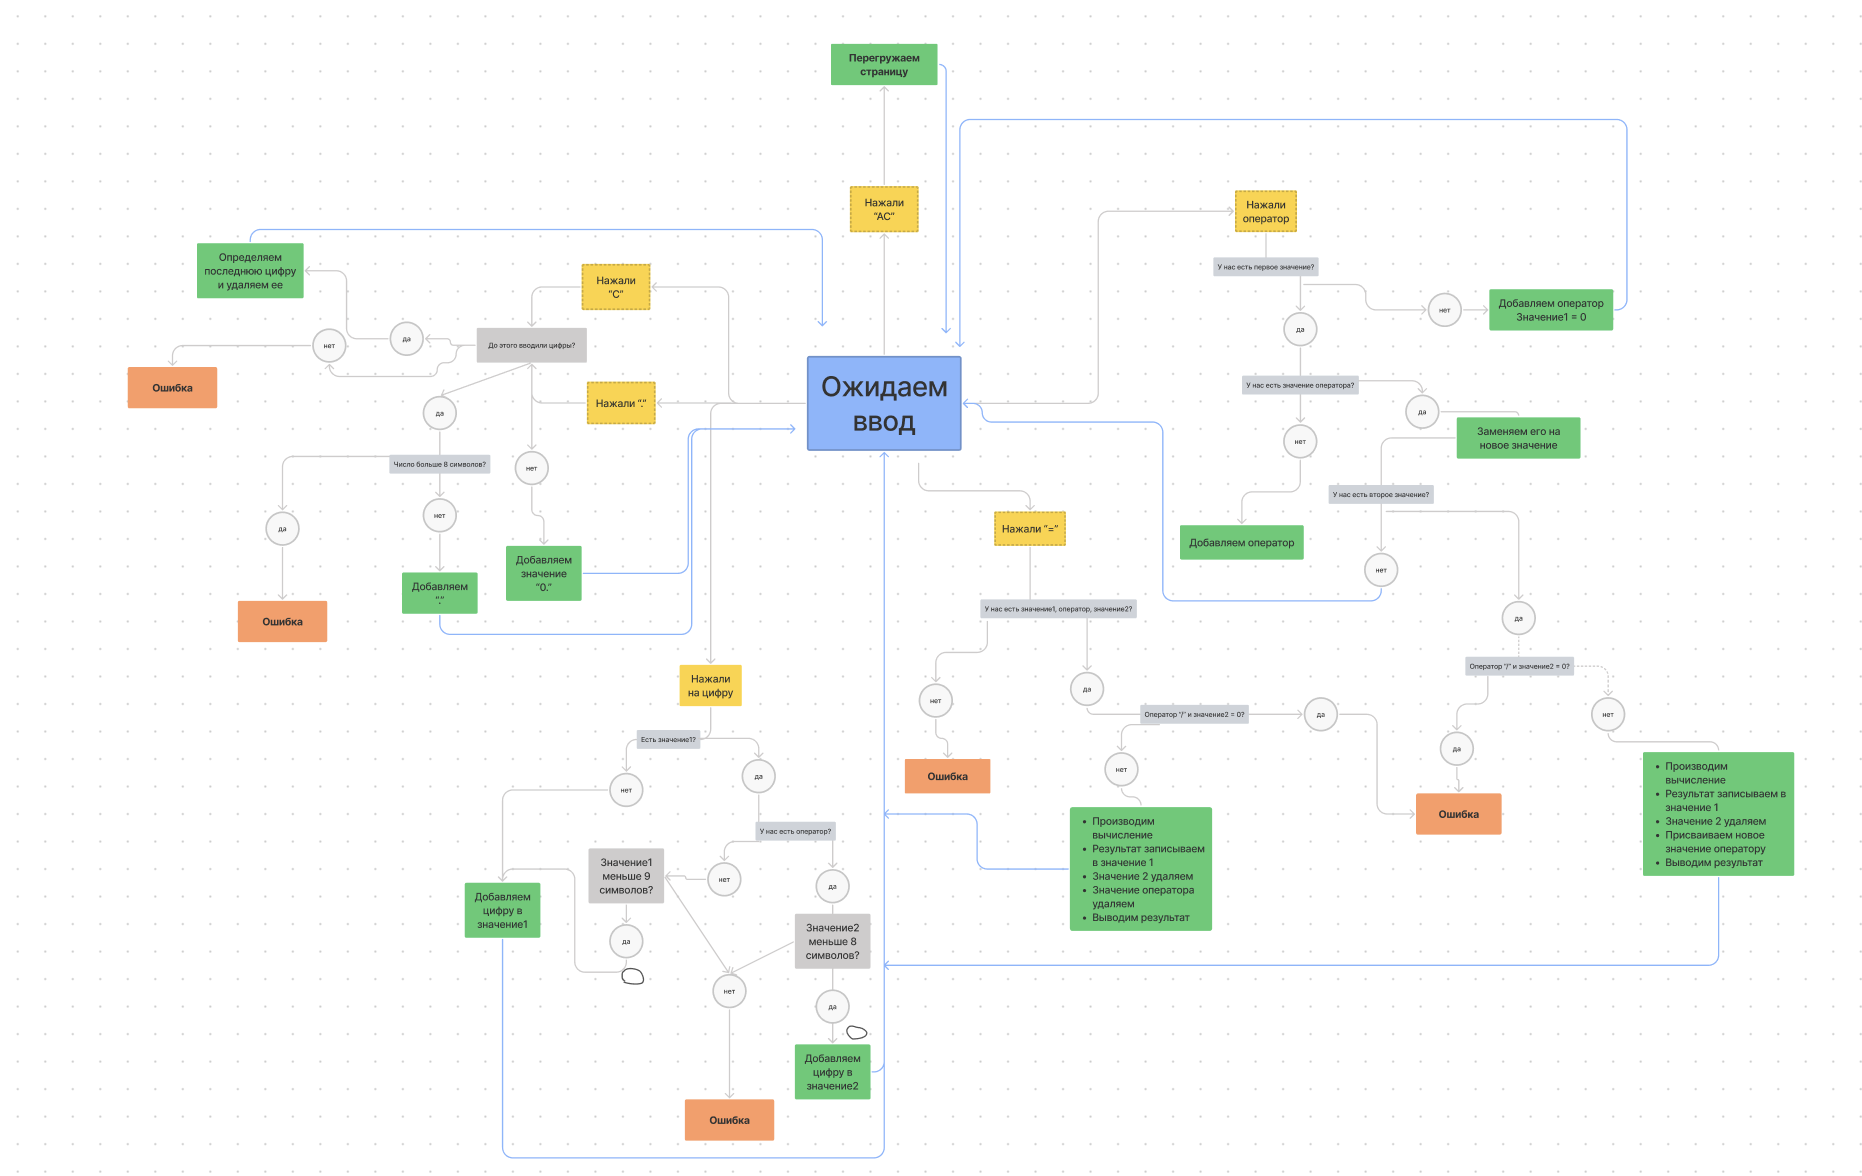 Перегружаем
страницу
Нажали
“AC”
Нажали
оператор
Определяем
последнюю цифру
и удаляем ее
Нажали
“C”
У нас есть первое значение?
Добавляем оператор
Значение1 = 0
нет
да
До этого вводили цифры?
да
нет
Ошибка
Ожидаем
ввод
Нажали “.”
У нас есть значение оператора?
да
да
нет
Заменяем его на
новое значение
Число больше 8 символов?
нет
У нас есть второе значение?
да
нет
Нажали “=”
Добавляем оператор
нет
Добавляем
значение
“0.”
Добавляем
“.”
Ошибка
У нас есть значение1, оператор, значение2?
да
Оператор “/” и значение2 = 0?
Нажали
на цифру
нет
да
Оператор “/” и значение2 = 0?
да
нет
Есть значение1?
да
нет
Ошибка
нет
да
Производим
вычисление
Результат записываем в
значение 1
Значение 2 удаляем
Присваиваем новое
значение оператору
Выводим результат
Ошибка
Производим
вычисление
Результат записываем
в значение 1
Значение 2 удаляем
Значение оператора
удаляем
Выводим результат
У нас есть оператор?
Значение1
меньше 9
символов?
нет
да
Добавляем
цифру в
значение1
да
Значение2
меньше 8
символов?
нет
да
Добавляем
цифру в
значение2
Ошибка